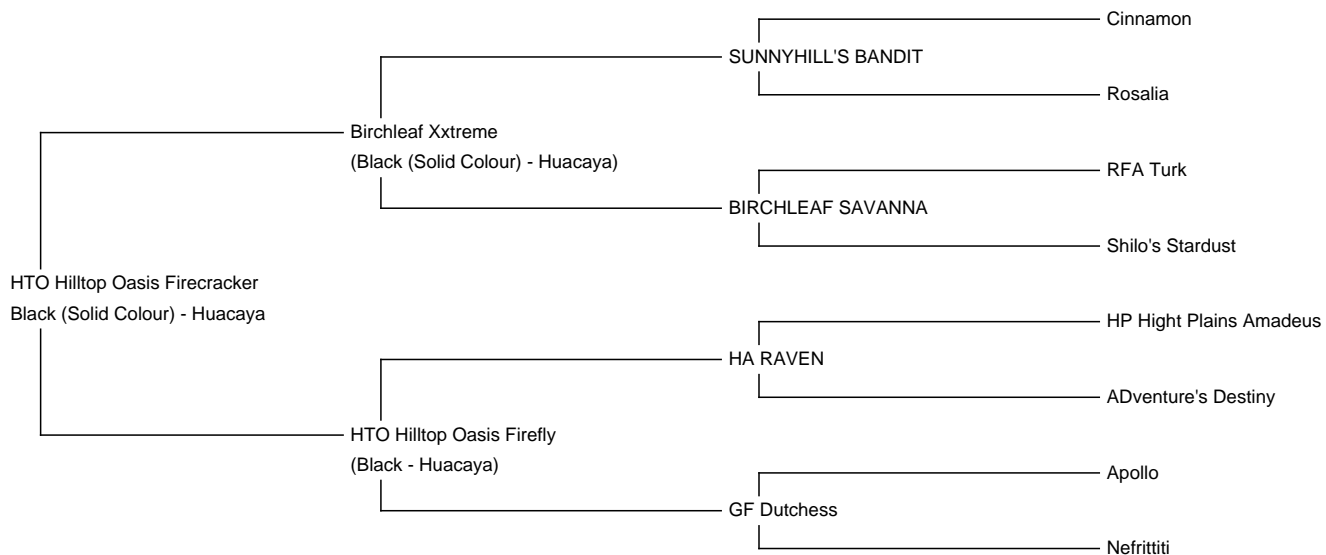 Cinnamon
SUNNYHILL'S BANDIT
Rosalia
Birchleaf Xxtreme
(Black (Solid Colour) - Huacaya)
RFA Turk
BIRCHLEAF SAVANNA
Shilo's Stardust
HTO Hilltop Oasis Firecracker
Black (Solid Colour) - Huacaya
HP Hight Plains Amadeus
HA RAVEN
ADventure's Destiny
HTO Hilltop Oasis Firefly
(Black - Huacaya)
Apollo
GF Dutchess
Nefrittiti